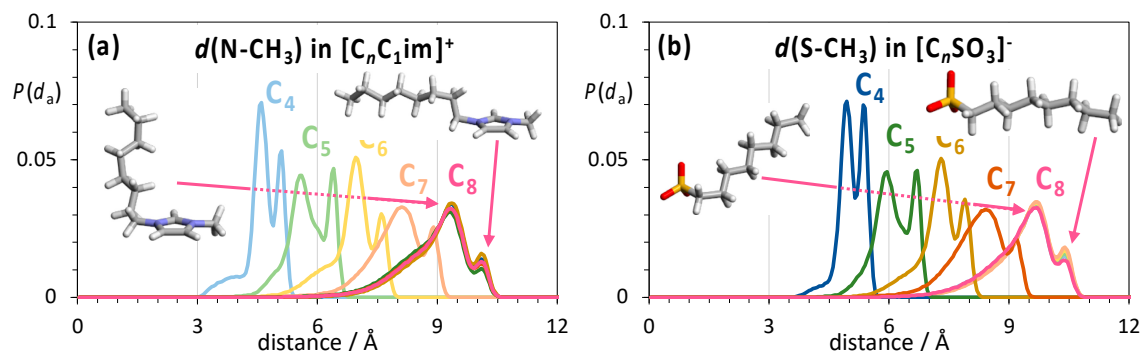 (a)
d(N-CH₃) in [CₙC₁im]⁺
P(dₐ)
0.1
0.05
0
C₄
C₅
C₆
C₇
C₈
0 3 6 9 12
distance / Å
(b)
d(S-CH₃) in [CₙSO₃]⁻
P(dₐ)
0.1
0.05
0
C₄
C₅
C₆
C₇
C₈
0 3 6 9 12
distance / Å